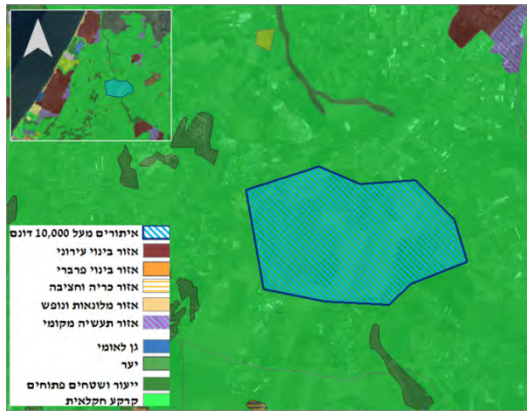 איתורים מעל 10,000 דונם
אזור בינוי עירוני
אזור בינוי פרברי
אזור כריה וחציבה
אזור מלונאות ונופש
אזור תעשיה מקומי
גן לאומי
יער
ייעור ושטחים פתוחים
קרקע חקלאית